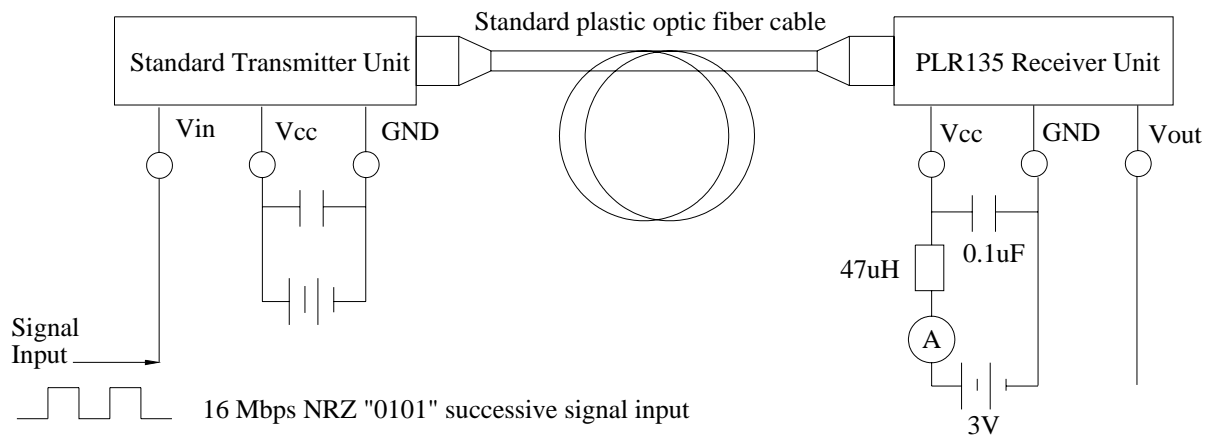 Standard plastic optic fiber cable
Standard Transmitter Unit
PLR135 Receiver Unit
Vin
Vcc
GND
Vcc
GND
Vout
47uH
0.1uF
A
Signal
Input
16 Mbps NRZ "0101" successive signal input
3V